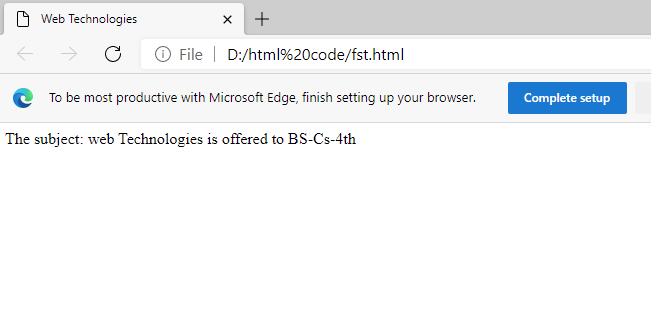 Web Technologies
File D:/html%20code/fst.html
To be most productive with Microsoft Edge, finish setting up your browser. Complete setup
The subject: web Technologies is offered to BS-Cs-4th